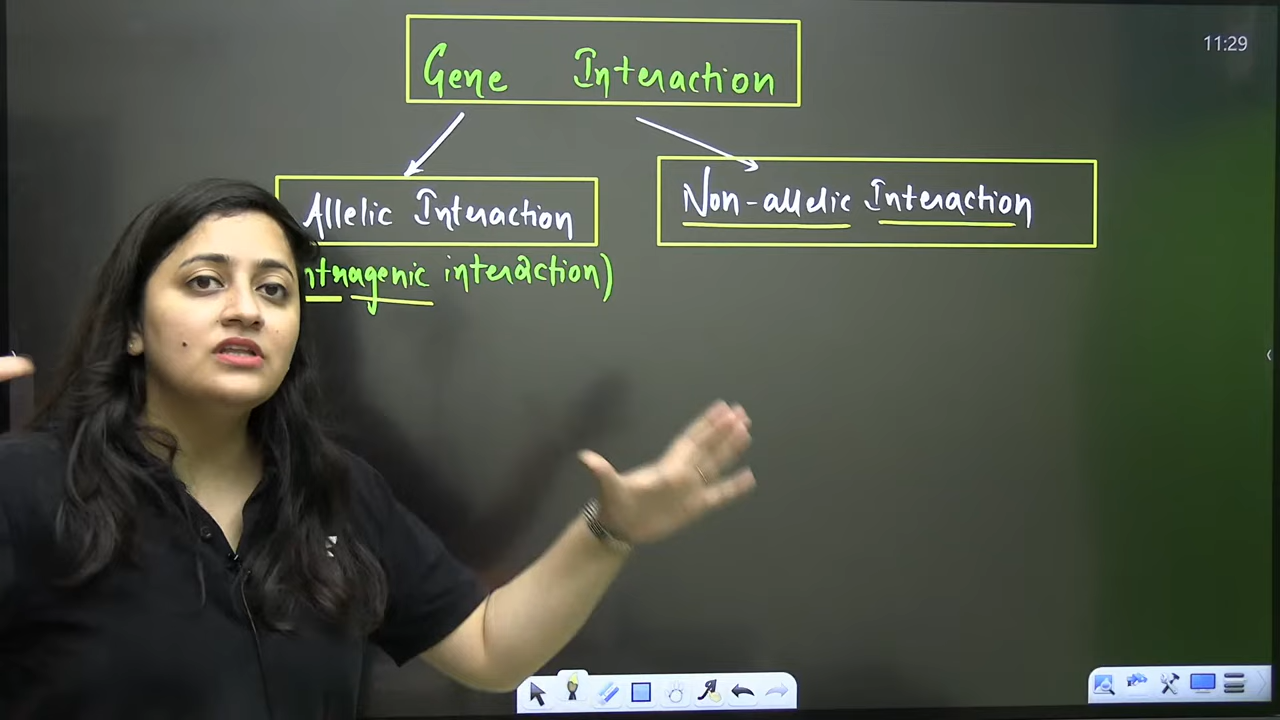 11:29
Gene Interaction
Allelic Interaction
Non-allelic Interaction
ntragenic interaction)